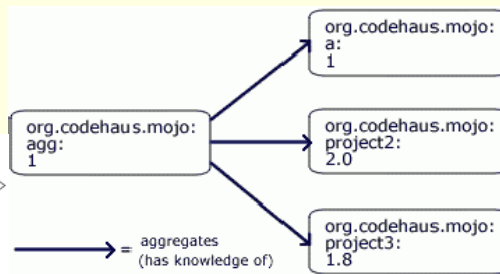 org.codehaus.mojo:
a:
1
org.codehaus.mojo:
agg:
1
org.codehaus.mojo:
project2:
2.0
org.codehaus.mojo:
project3:
1.8
= aggregates
(has knowledge of)